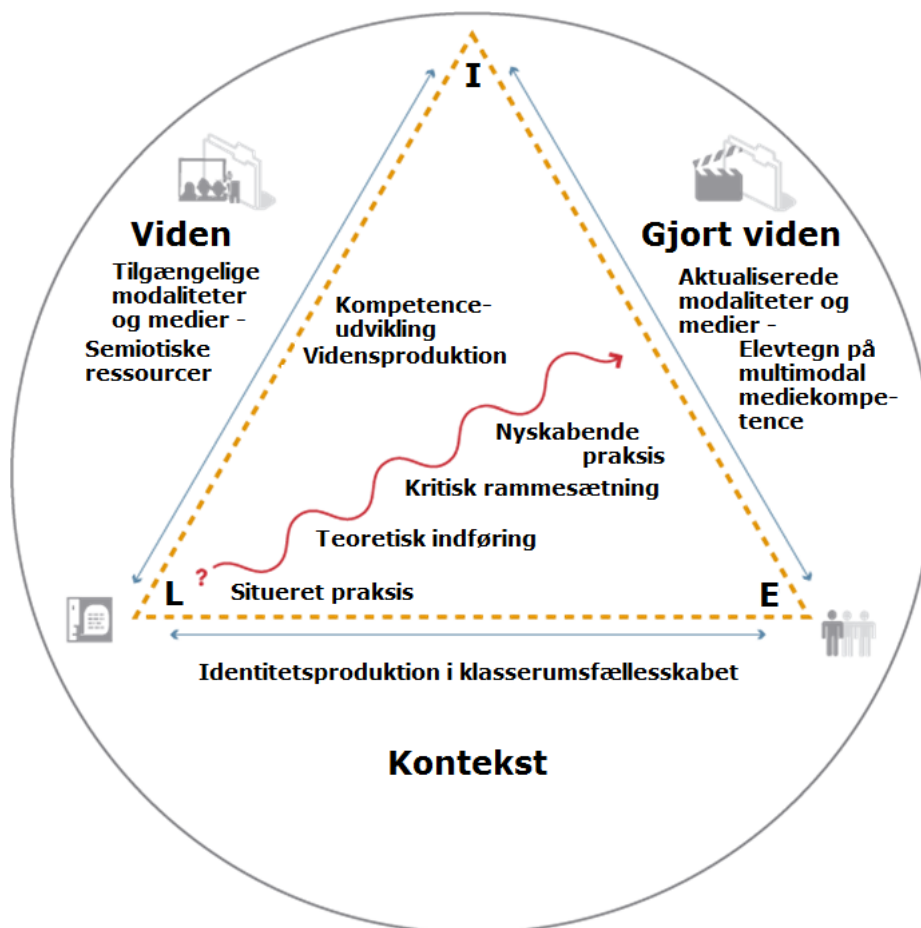 I
Viden
Tilgængelige
modaliteter
og medier -
Semiotiske
ressourcer
Gjort viden
Aktualiserede
modaliteter og
medier -
Elevtegn på
multimodal
mediekompe-
tence
Kompetence-
udvikling
Vidensproduktion
Nyskabende
praksis
Kritisk rammesætning
Teoretisk indføring
?
Situeret praksis
L
E
Identitetsproduktion i klasserumsfællesskabet
Kontekst